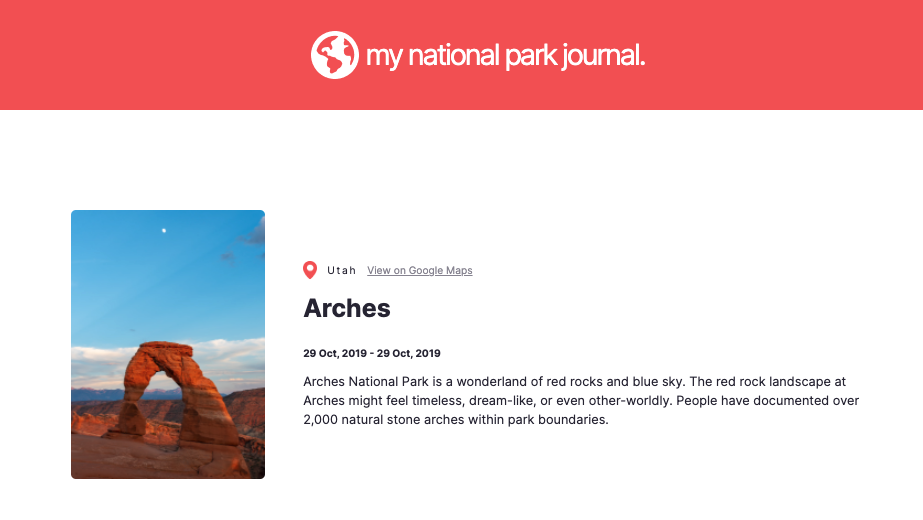 my national park journal.
Utah View on Google Maps
Arches
29 Oct, 2019 - 29 Oct, 2019
Arches National Park is a wonderland of red rocks and blue sky. The red rock landscape at
Arches might feel timeless, dream-like, or even other-worldly. People have documented over
2,000 natural stone arches within park boundaries.